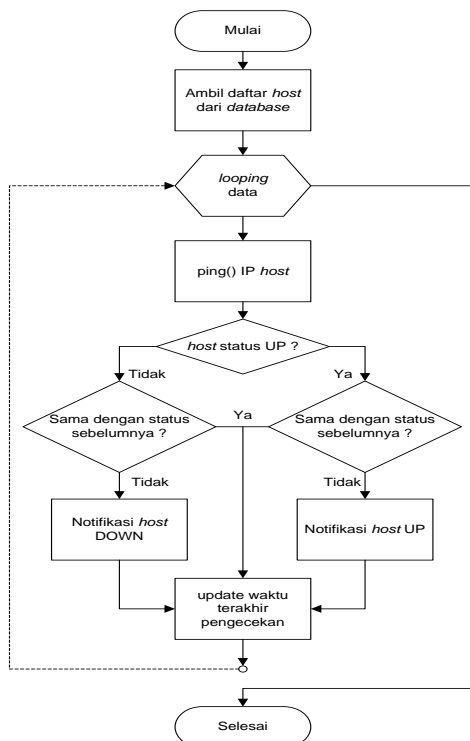 Mulai
Ambil daftar host
dari database
looping
data
ping() IP host
host status UP ?
Tidak
Ya
Sama dengan status
sebelumnya ?
Ya
Sama dengan status
sebelumnya ?
Tidak
Tidak
Notifikasi host
DOWN
Notifikasi host UP
update waktu
terakhir
pengecekan
Selesai